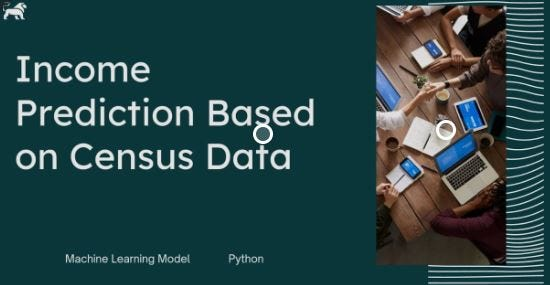 Income
Prediction Based
on Census Data
Machine Learning Model
Python